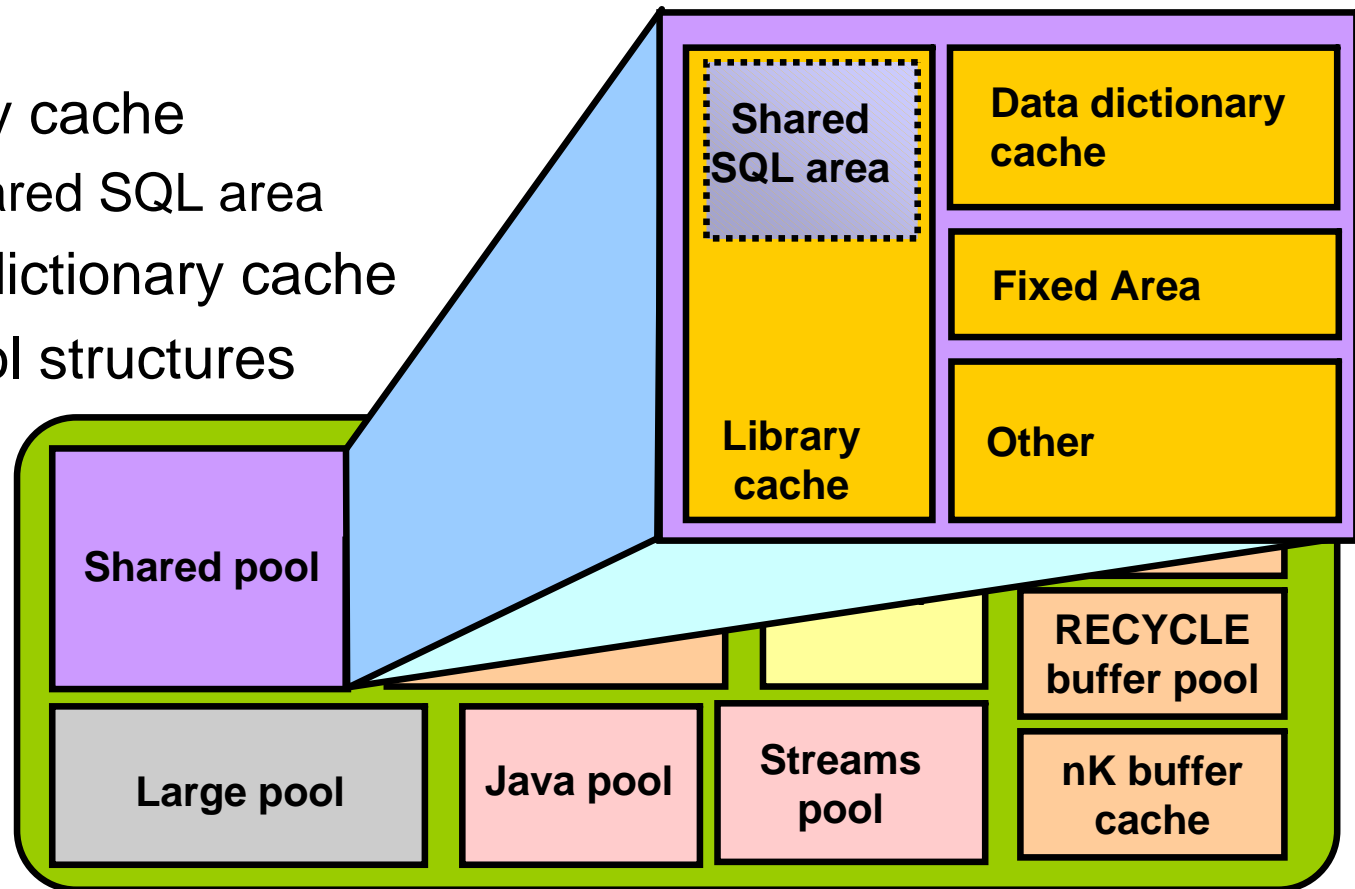 y cache
ared SQL area
dictionary cache
ol structures
Shared
SQL area
Library
cache
Data dictionary
cache
Fixed Area
Other
Shared pool
RECYCLE
buffer pool
Large pool
Java pool
Streams
pool
nK buffer
cache